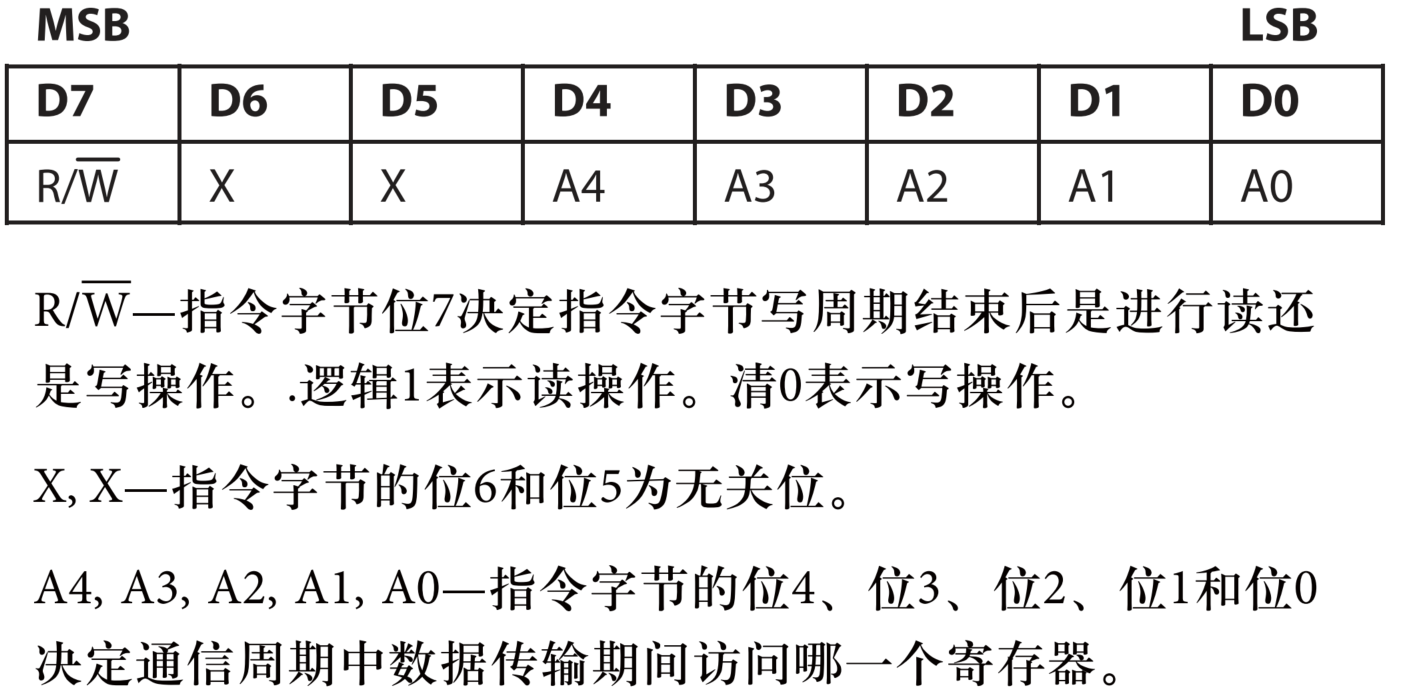 MSB LSB
D7 D6 D5 D4 D3 D2 D1 D0
R/W̅ X X A4 A3 A2 A1 A0
R/W̅—指令字节位7决定指令字节写周期结束后是进行读还
是写操作。.逻辑1表示读操作。清0表示写操作。
X, X—指令字节的位6和位5为无关位。
A4, A3, A2, A1, A0—指令字节的位4、位3、位2、位1和位0
决定通信周期中数据传输期间访问哪一个寄存器。